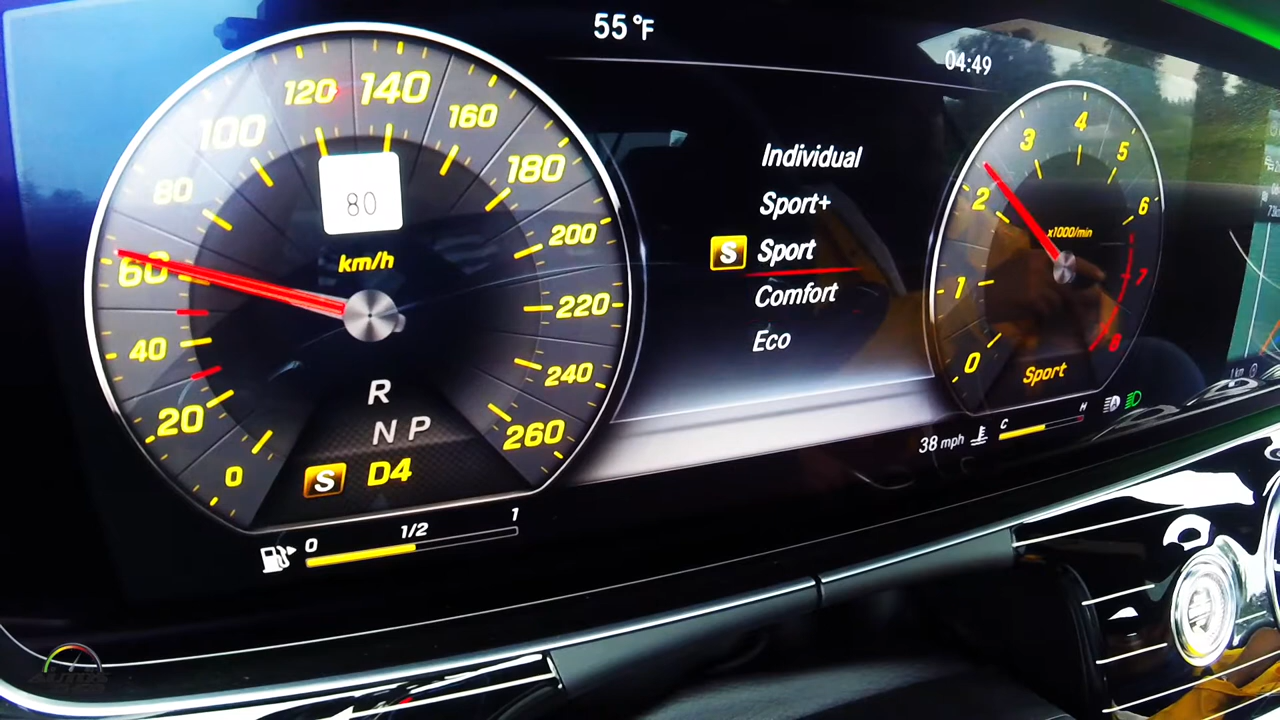 55 °F
04:49
0
20
40
60
80
100
120
140
160
180
200
220
240
260
80
km/h
R
N P
S D4
0 1/2 1
Individual
Sport+
S Sport
Comfort
Eco
0
1
2
3
4
5
6
7
8
x1000/min
Sport
38 mph
C H